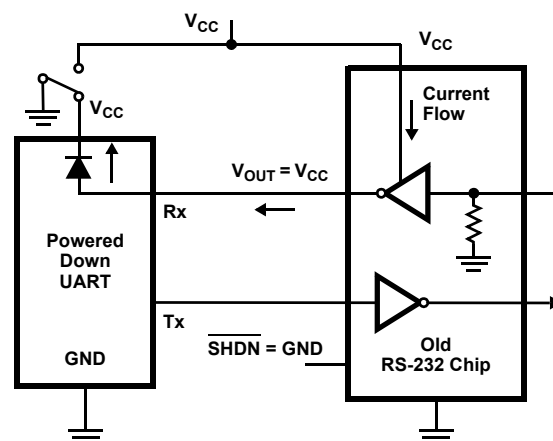 VCC
VCC
Current
Flow
VCC
VOUT = VCC
Rx
Powered
Down
UART
Tx
SHDN = GND
GND
Old
RS-232 Chip